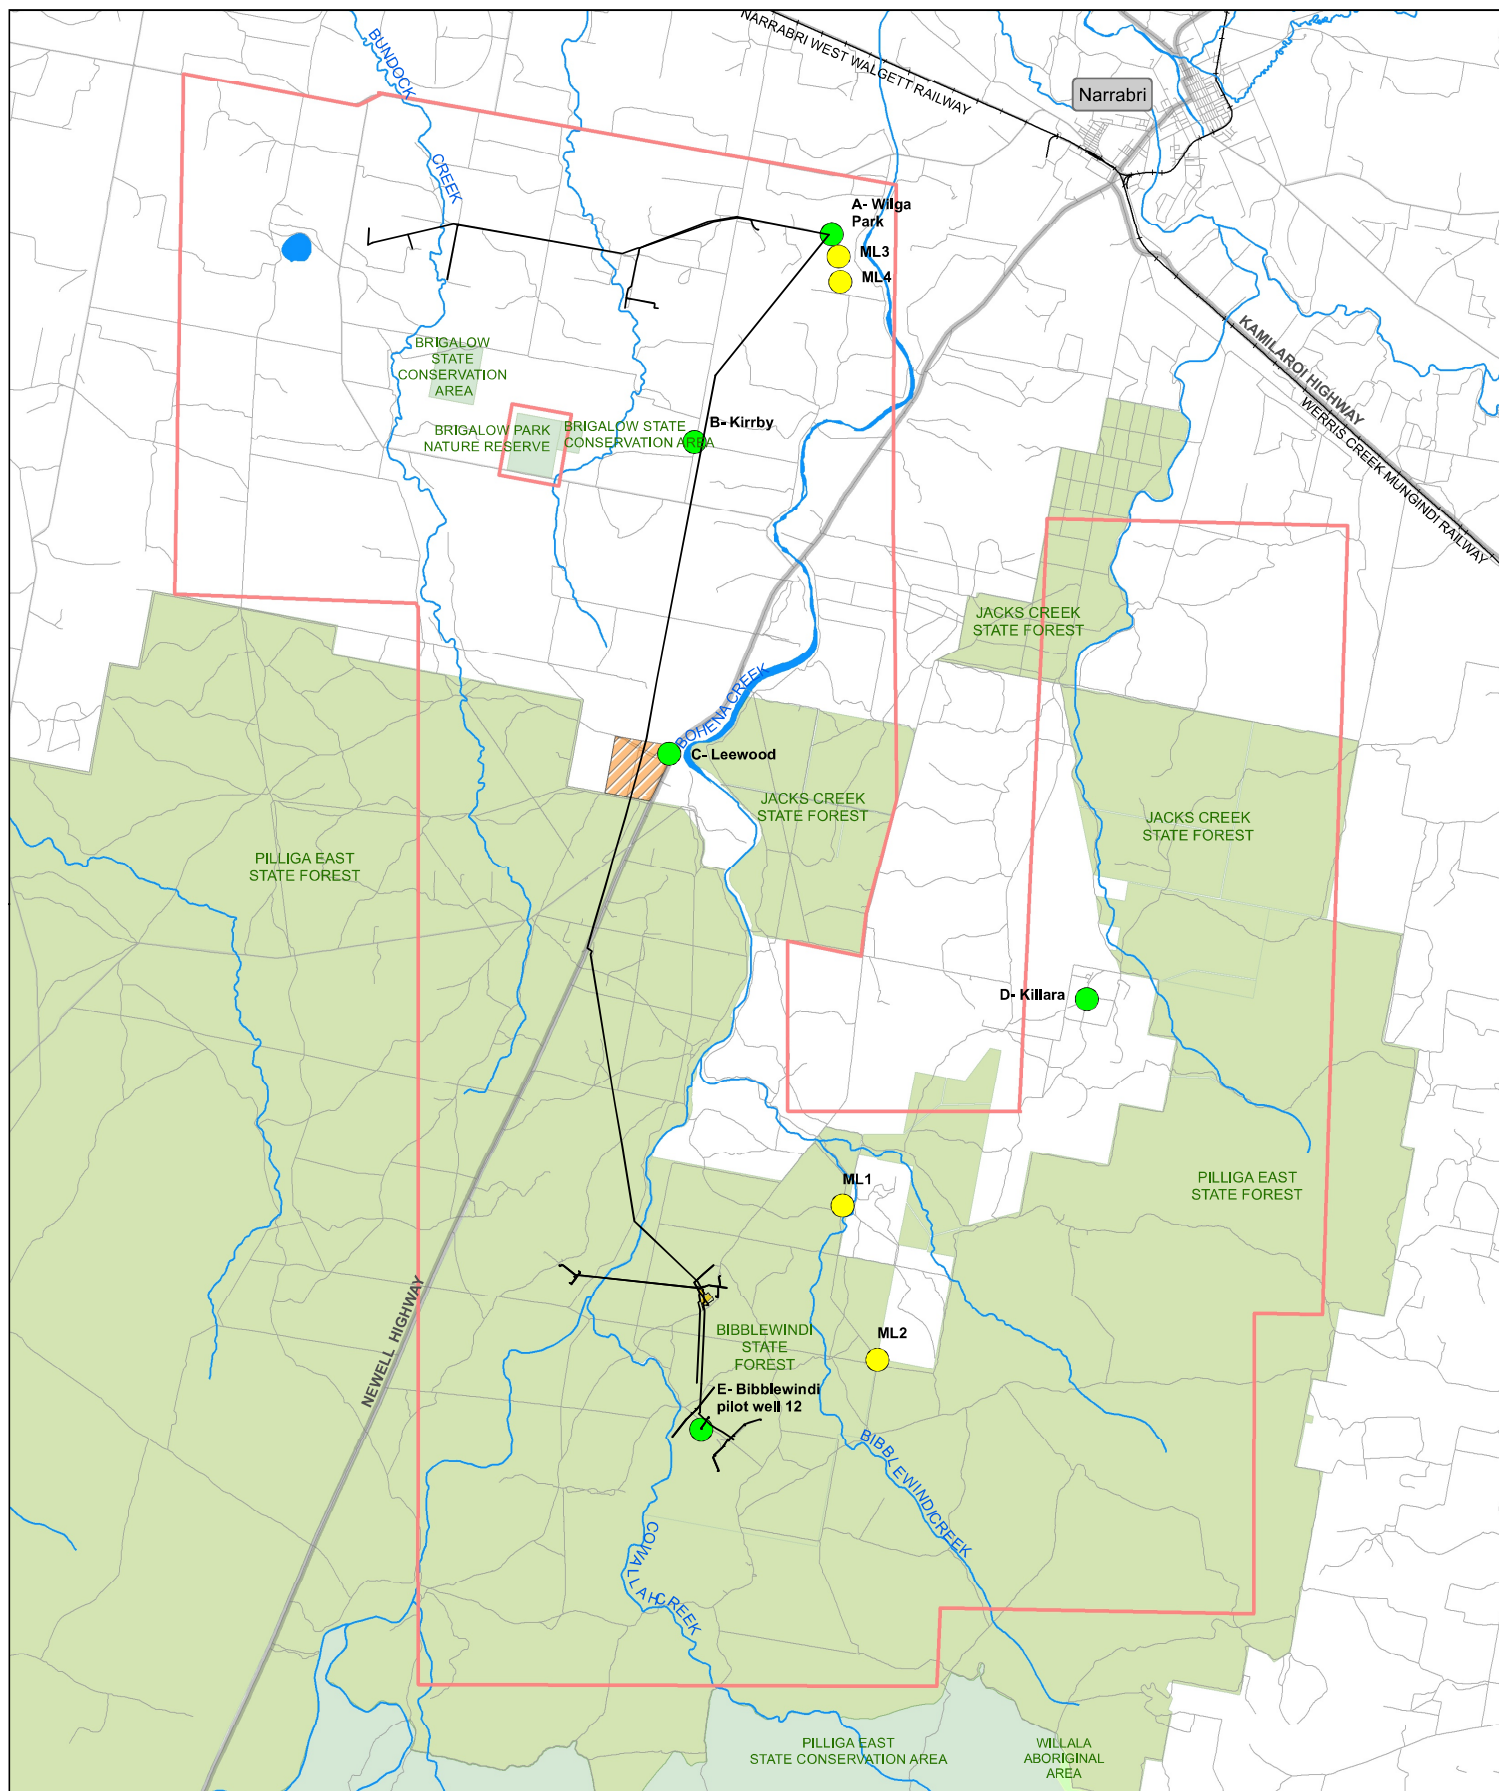 NARRABRI WEST WALGETT RAILWAY
Narrabri
BUNDOCK
CREEK
A- Wilga
Park
ML3
ML4
KAMILAROI HIGHWAY
WERRIS CREEK MUNGINDI RAILWAY
BRIGALOW
STATE
CONSERVATION
AREA
BRIGALOW PARK
NATURE RESERVE
BRIGALOW STATE
CONSERVATION AREA
B- Kirrby
JACKS CREEK
STATE FOREST
BOHENA CREEK
C- Leewood
JACKS CREEK
STATE FOREST
JACKS CREEK
STATE FOREST
PILLIGA EAST
STATE FOREST
D- Killara
ML1
PILLIGA EAST
STATE FOREST
NEWELL HIGHWAY
BIBBLEWINDI
STATE
FOREST
ML2
E- Bibblewindi
pilot well 12
BIBBLEWINDI CREEK
COWALLAH
CREEK
PILLIGA EAST
STATE CONSERVATION AREA
WILLALA
ABORIGINAL
AREA